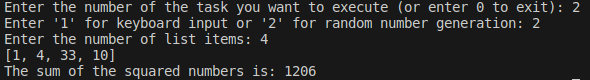 Enter the number of the task you want to execute (or enter 0 to exit): 2
Enter '1' for keyboard input or '2' for random number generation: 2
Enter the number of list items: 4
[1, 4, 33, 10]
The sum of the squared numbers is: 1206